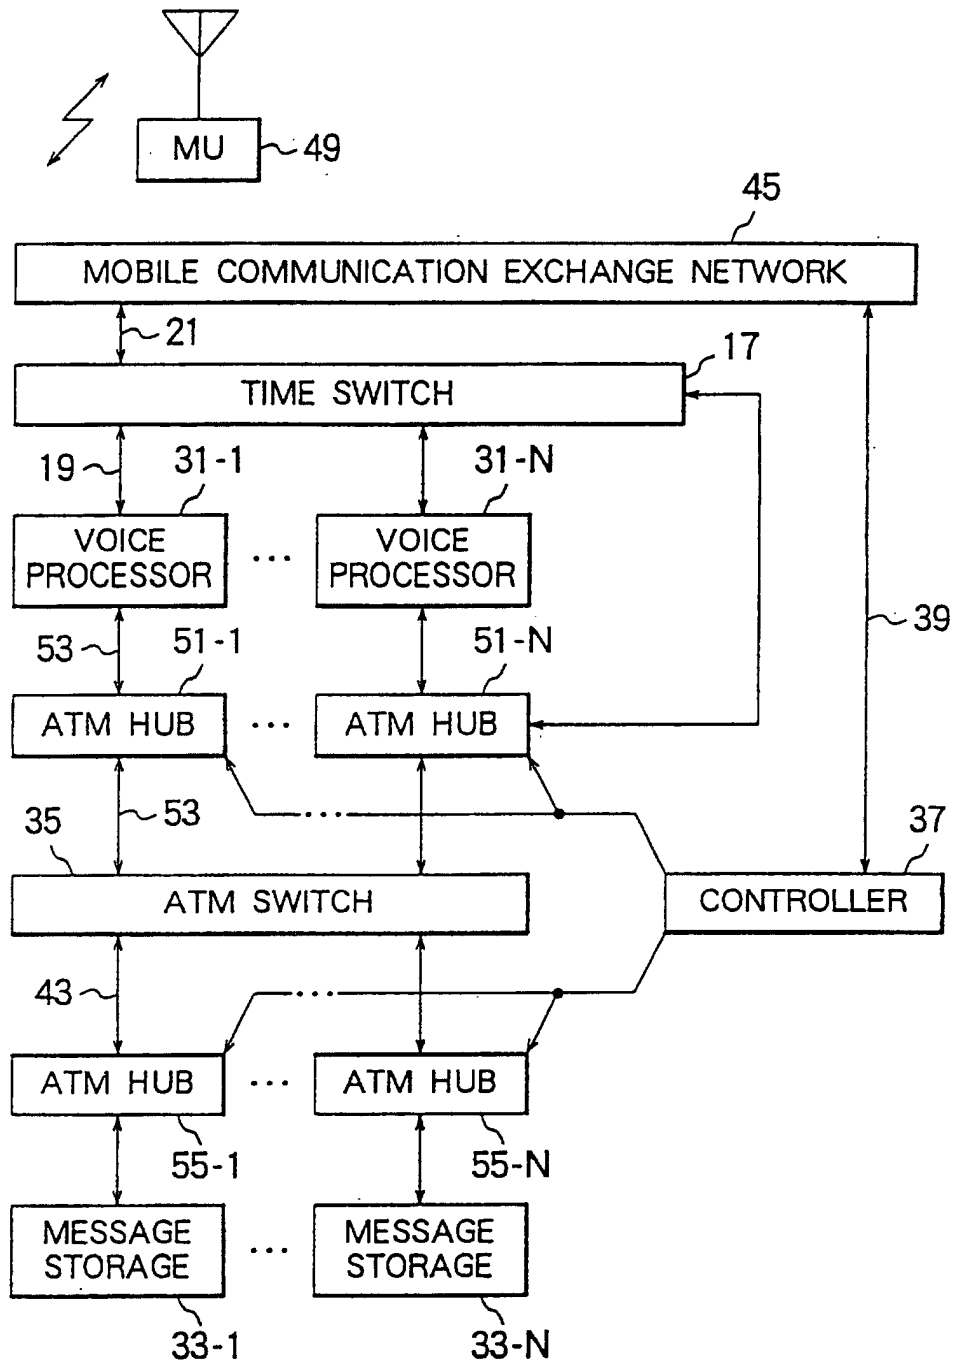 MU
49
45
MOBILE COMMUNICATION EXCHANGE NETWORK
21
17
TIME SWITCH
19
31-1
31-N
VOICE
PROCESSOR
...
VOICE
PROCESSOR
39
53
51-1
51-N
ATM HUB
...
ATM HUB
53
...
35
37
ATM SWITCH
CONTROLLER
43
...
ATM HUB
...
ATM HUB
55-1
55-N
MESSAGE
STORAGE
...
MESSAGE
STORAGE
33-1
33-N